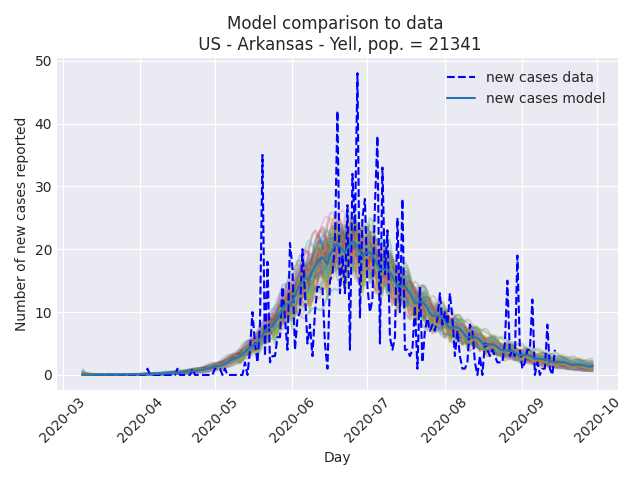 Model comparison to data
US - Arkansas - Yell, pop. = 21341
new cases data
new cases model
Number of new cases reported
50
40
30
20
10
0
2020-03
2020-04
2020-05
2020-06
2020-07
2020-08
2020-09
2020-10
Day